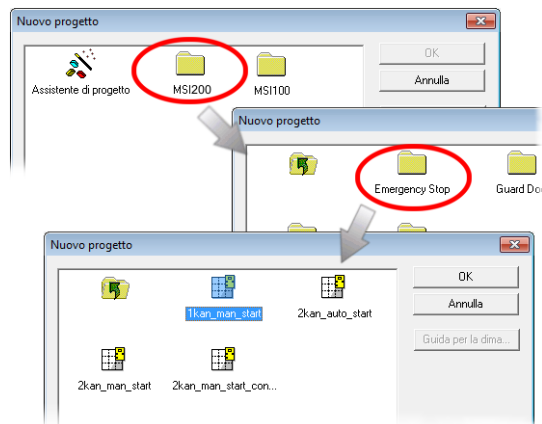 Nuovo progetto
OK
Assistente di progetto
MSI200
MSI100
Annulla
Nuovo progetto
Emergency Stop
Guard Do
Nuovo progetto
1kan_man_start
2kan_auto_start
OK
Annulla
Guida per la dima...
2kan_man_start
2kan_man_start_con...